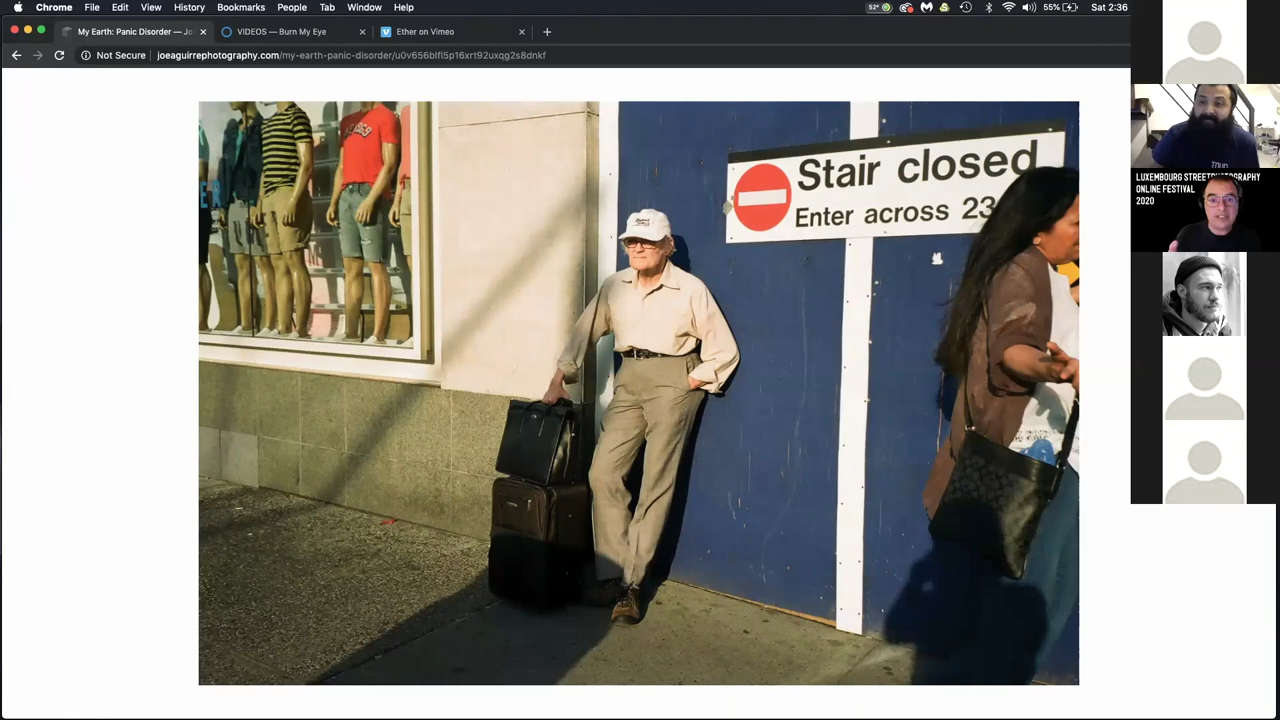 Chrome File Edit View History Bookmarks People Tab Window Help
52° 55% Sat 2:36
My Earth: Panic Disorder — Jo
VIDEOS — Burn My Eye
Ether on Vimeo
Not Secure joeaguirrephotography.com/my-earth-panic-disorder/u0v656blfl5p16xrt92uxqg2s8dnkf
Stair closed
Enter across 23
LUXEMBOURG STREETPHOTOGRAPHY
ONLINE FESTIVAL
2020